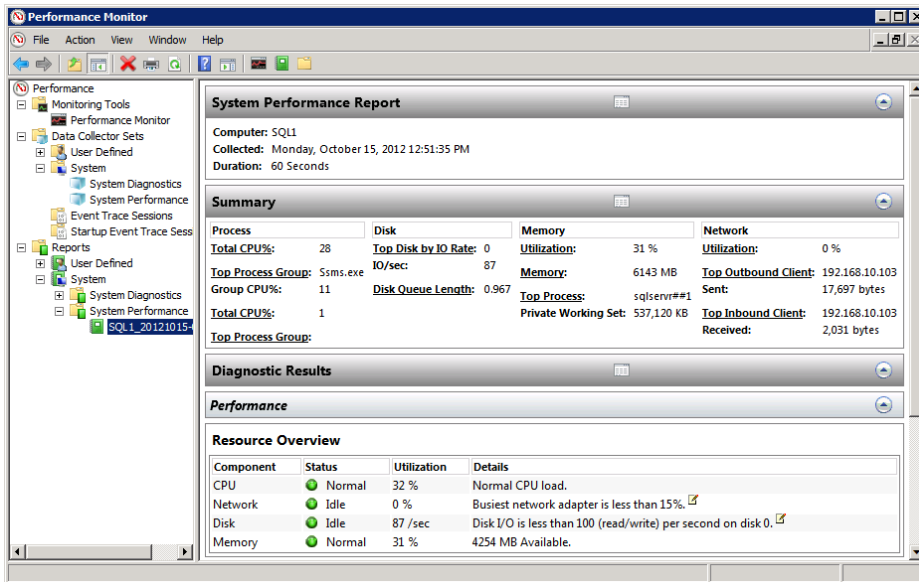 Performance Monitor
File Action View Window Help
Performance
Monitoring Tools
Performance Monitor
Data Collector Sets
User Defined
System
System Diagnostics
System Performance
Event Trace Sessions
Startup Event Trace Sess
Reports
User Defined
System
System Diagnostics
System Performance
SQL1_20121015-
System Performance Report
Computer: SQL1
Collected: Monday, October 15, 2012 12:51:35 PM
Duration: 60 Seconds
Summary
Process Disk Memory Network
Total CPU%: 28 Top Disk by IO Rate: 0 Utilization: 31 % Utilization: 0 %
Top Process Group: Ssms.exe IO/sec: 87 Memory: 6143 MB Top Outbound Client: 192.168.10.103
Group CPU%: 11 Disk Queue Length: 0.967 Top Process: sqlservr##1 Sent: 17,697 bytes
Total CPU%: 1 Private Working Set: 537,120 KB Top Inbound Client: 192.168.10.103
Top Process Group: Received: 2,031 bytes
Diagnostic Results
Performance
Resource Overview
Component Status Utilization Details
CPU Normal 32 % Normal CPU load.
Network Idle 0 % Busiest network adapter is less than 15%.
Disk Idle 87 /sec Disk I/O is less than 100 (read/write) per second on disk 0.
Memory Normal 31 % 4254 MB Available.